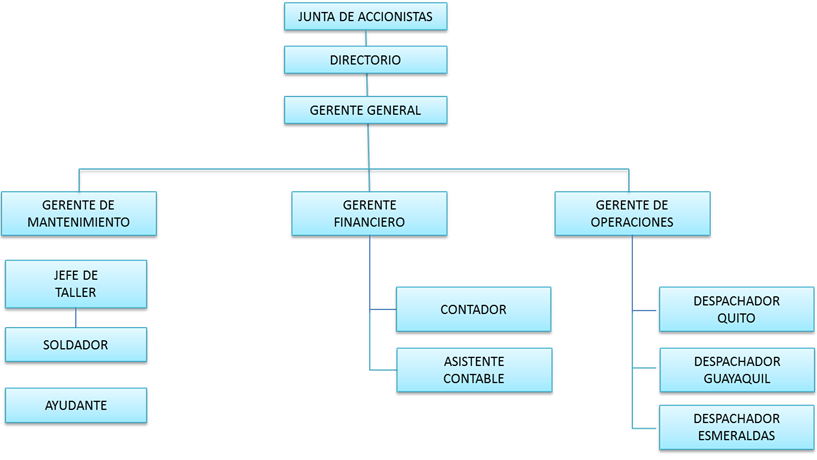 JUNTA DE ACCIONISTAS
DIRECTORIO
GERENTE GENERAL
GERENTE DE
MANTENIMIENTO
GERENTE
FINANCIERO
GERENTE DE
OPERACIONES
JEFE DE
TALLER
SOLDADOR
AYUDANTE
CONTADOR
ASISTENTE
CONTABLE
DESPACHADOR
QUITO
DESPACHADOR
GUAYAQUIL
DESPACHADOR
ESMERALDAS